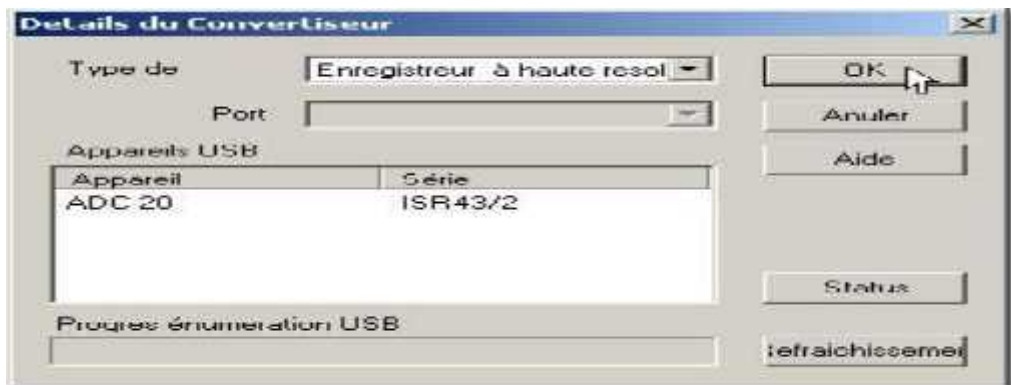 Details du Convertiseur
Type de
Enregistreur à haute resol
OK
Port
Anuler
Appareils USB
Aide
Appareil Série
ADC 20 ISR43/2
Status
Progres énumeration USB
efraichissemer